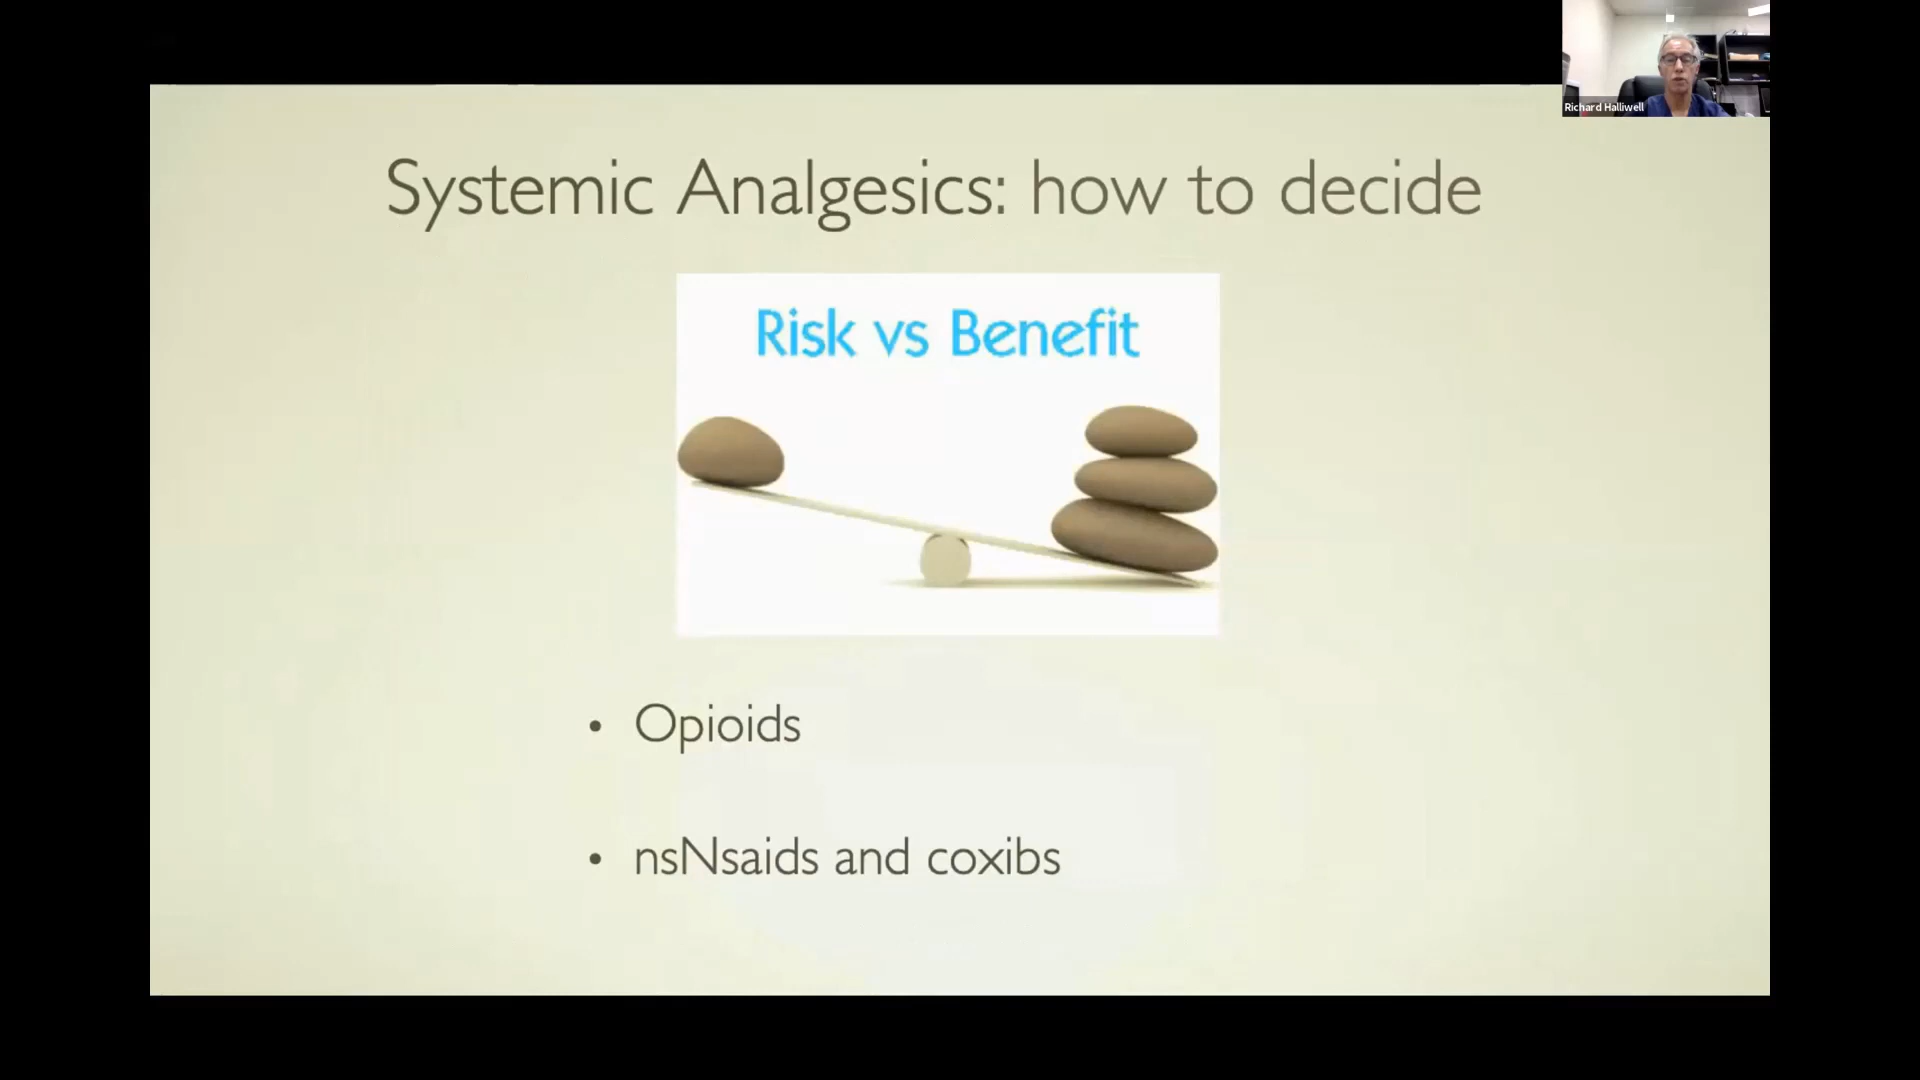 Richard Halliwell
Systemic Analgesics: how to decide
Risk vs Benefit
• Opioids
• nsNsaids and coxibs